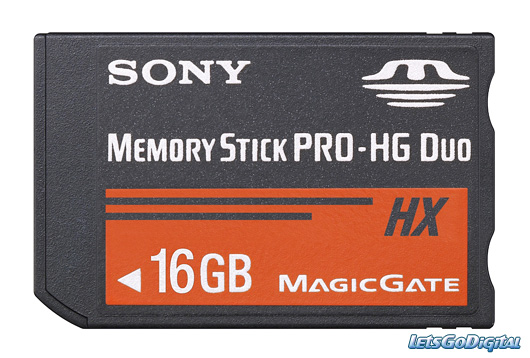 SONY
MEMORY STICK PRO-HG DUO
HX
16GB
MAGICGATE
LETSGODIGITAL